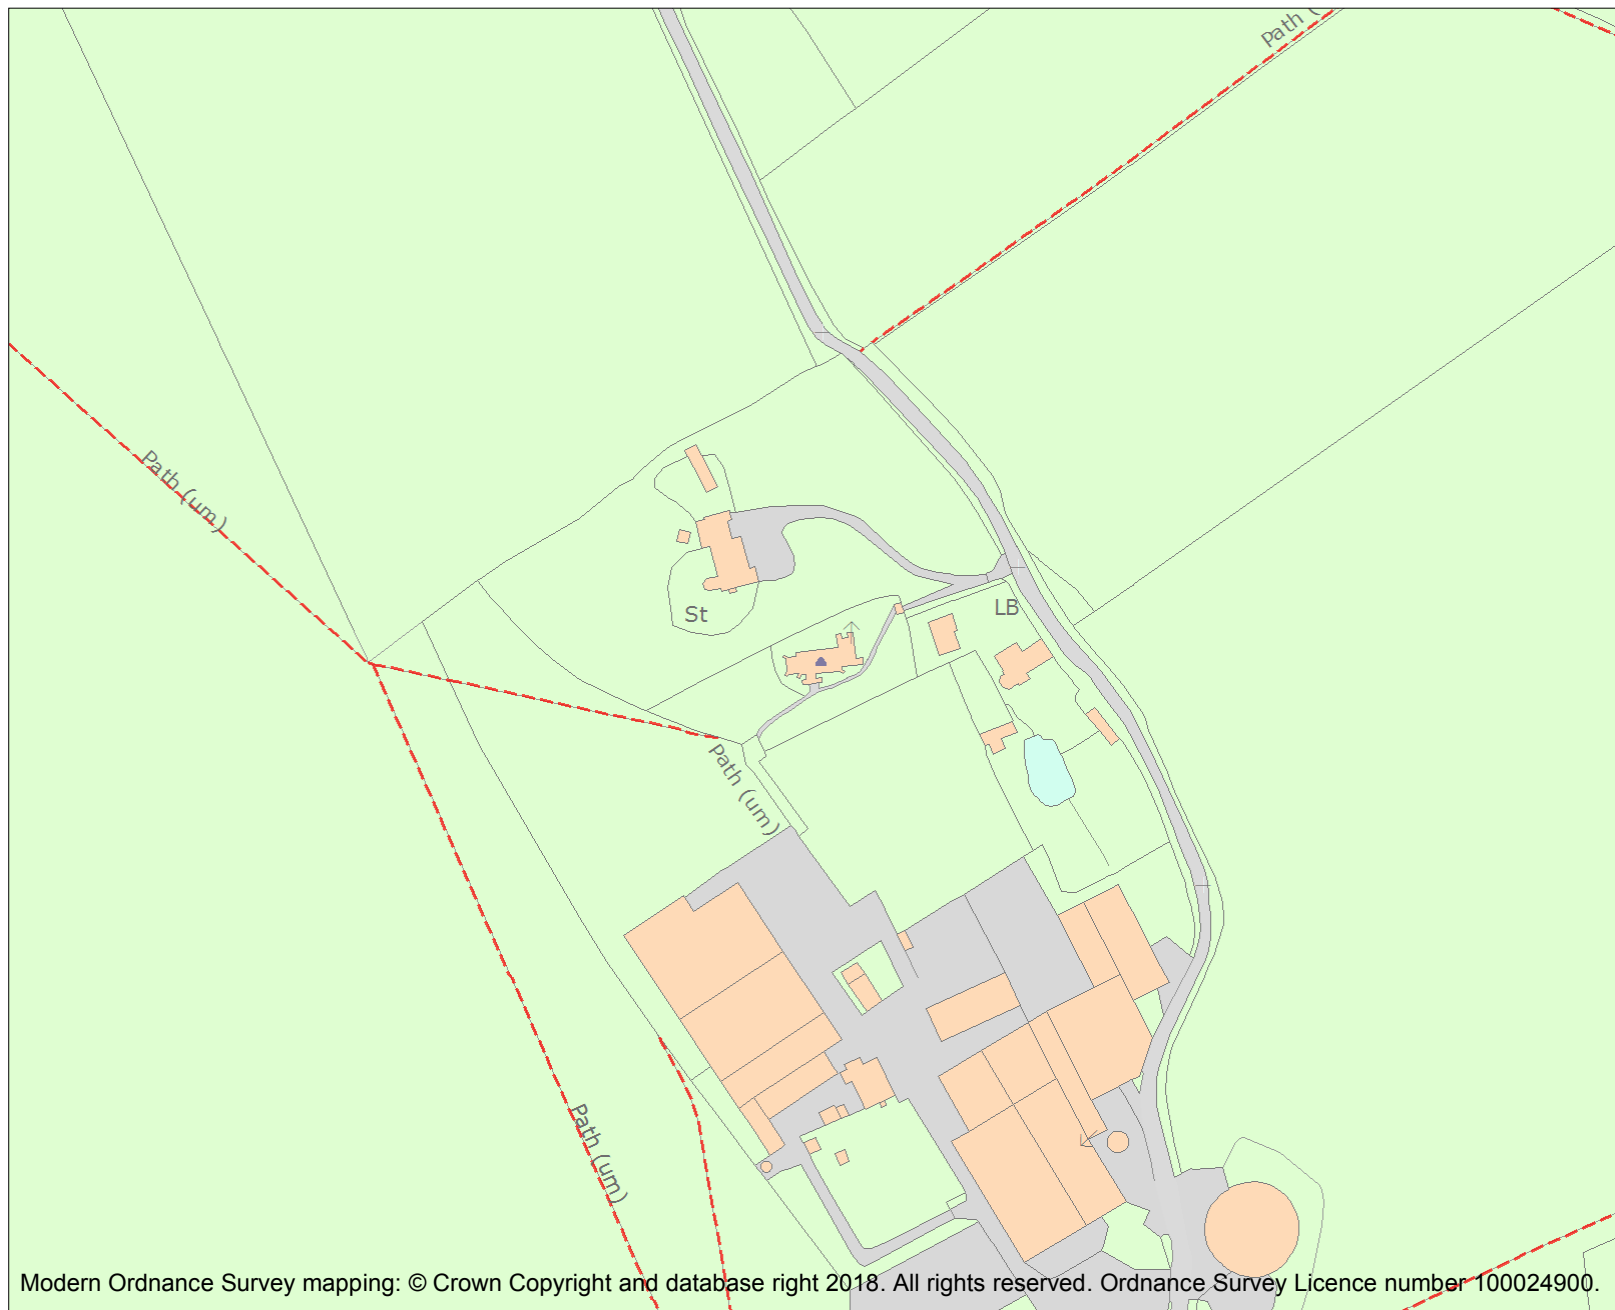 Path (
Path (um)
St
LB
Path (um)
Path (um)
Modern Ordnance Survey mapping: © Crown Copyright and database right 2018. All rights reserved. Ordnance Survey Licence number 100024900.